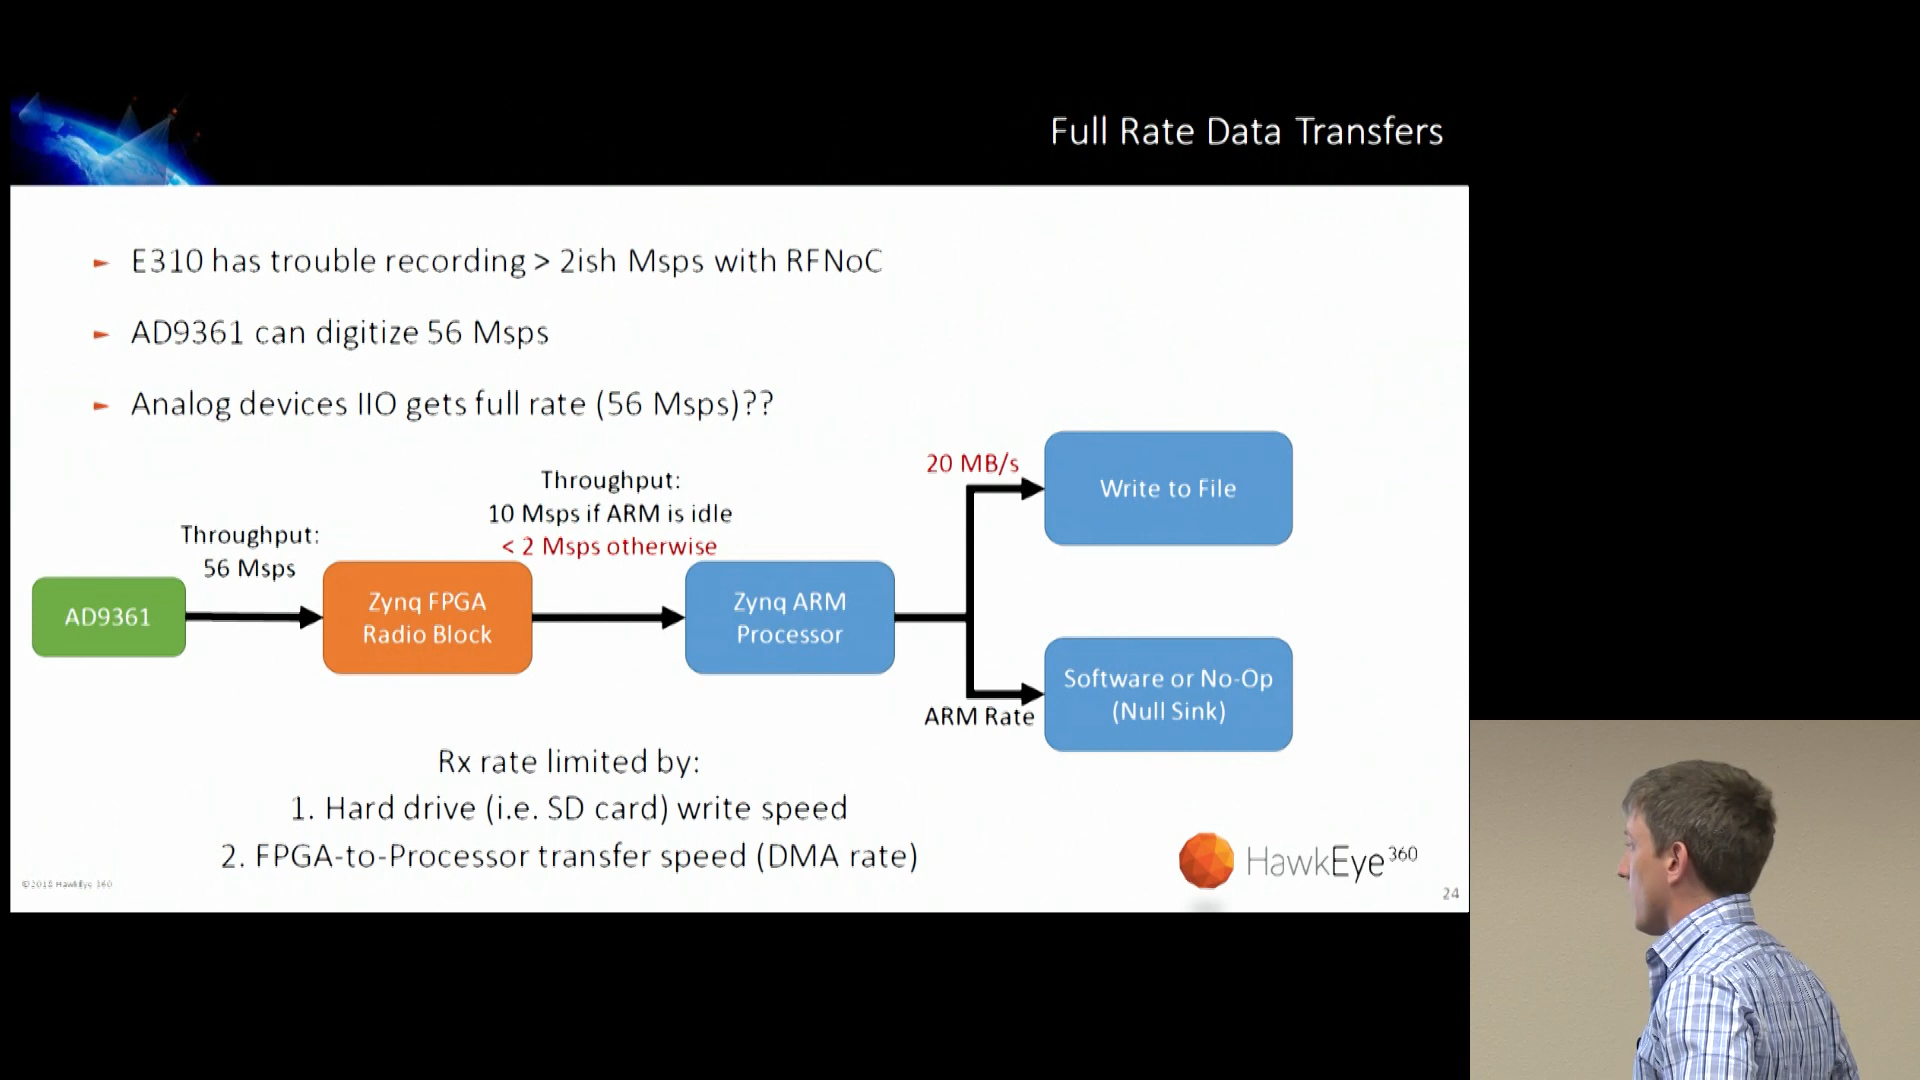 Full Rate Data Transfers
► E310 has trouble recording > 2ish Msps with RFNoC
► AD9361 can digitize 56 Msps
► Analog devices IIO gets full rate (56 Msps)??
Throughput:
56 Msps
Throughput:
10 Msps if ARM is idle
< 2 Msps otherwise
20 MB/s
Write to File
AD9361
Zynq FPGA
Radio Block
Zynq ARM
Processor
Software or No-Op
(Null Sink)
ARM Rate
Rx rate limited by:
1. Hard drive (i.e. SD card) write speed
2. FPGA-to-Processor transfer speed (DMA rate)
HawkEye360
©2018 HawkEye 360
24